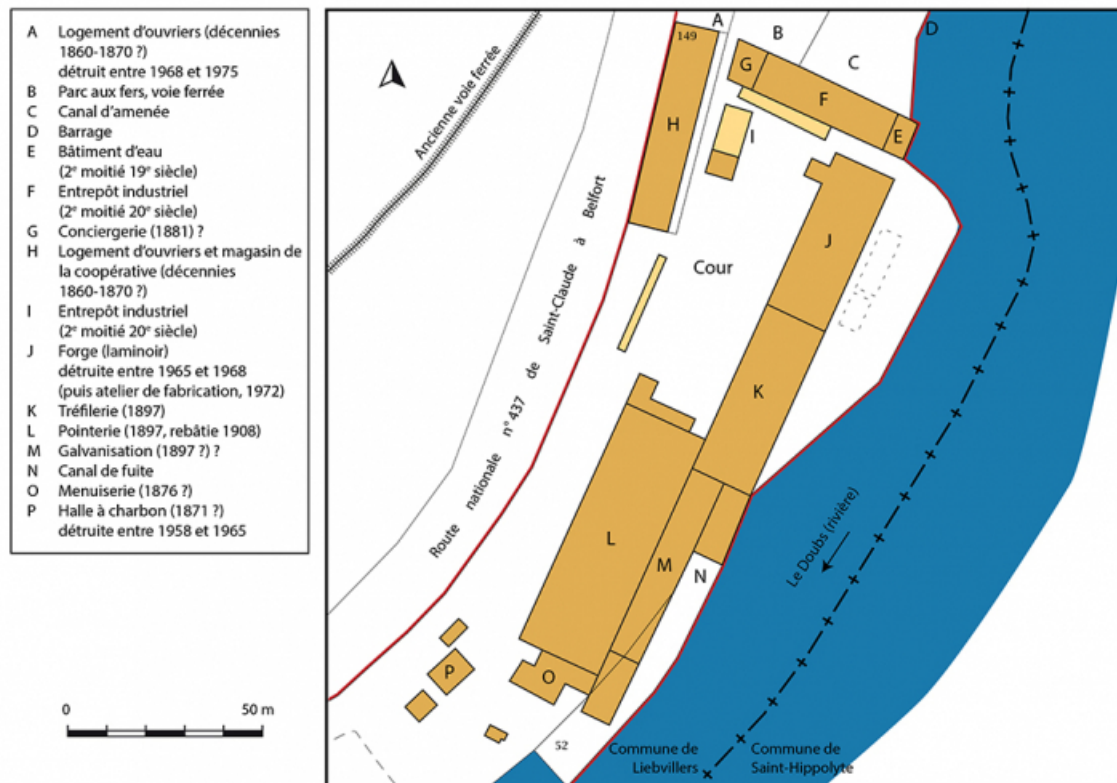 A Logement d'ouvriers (décennies
1860-1870 ?)
détruit entre 1968 et 1975
B Parc aux fers, voie ferrée
C Canal d'amenée
D Barrage
E Bâtiment d'eau
(2e moitié 19e siècle)
F Entrepôt industriel
(2e moitié 20e siècle)
G Conciergerie (1881) ?
H Logement d'ouvriers et magasin de
la coopérative (décennies
1860-1870 ?)
I Entrepôt industriel
(2e moitié 20e siècle)
J Forge (laminoir)
détruite entre 1965 et 1968
(puis atelier de fabrication, 1972)
K Tréfilerie (1897)
L Pointerie (1897, rebâtie 1908)
M Galvanisation (1897 ?) ?
N Canal de fuite
O Menuiserie (1876 ?)
P Halle à charbon (1871 ?)
détruite entre 1958 et 1965
0 50 m
Ancienne voie ferrée
Route nationale n° 437 de Saint-Claude à Belfort
149
A
B
C
D
E
F
G
H
I
J
Cour
K
L
M
N
O
P
52
Le Doubs (rivière)
Commune de
Liebvillers
Commune de
Saint-Hippolyte